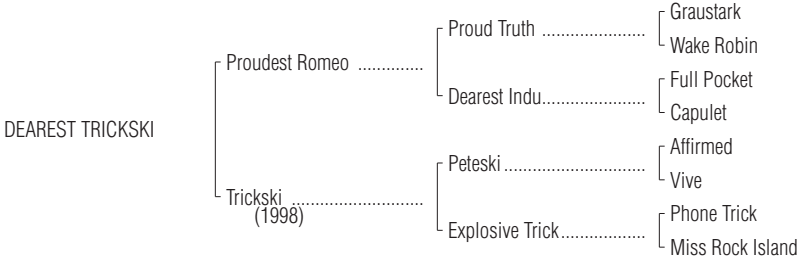 Graustark
Proud Truth ......................
Wake Robin
Proudest Romeo ..............
Full Pocket
Dearest Indu......................
Capulet
DEAREST TRICKSKI
Affirmed
Peteski..............................
Vive
Trickski ............................
(1998)
Phone Trick
Explosive Trick..................
Miss Rock Island